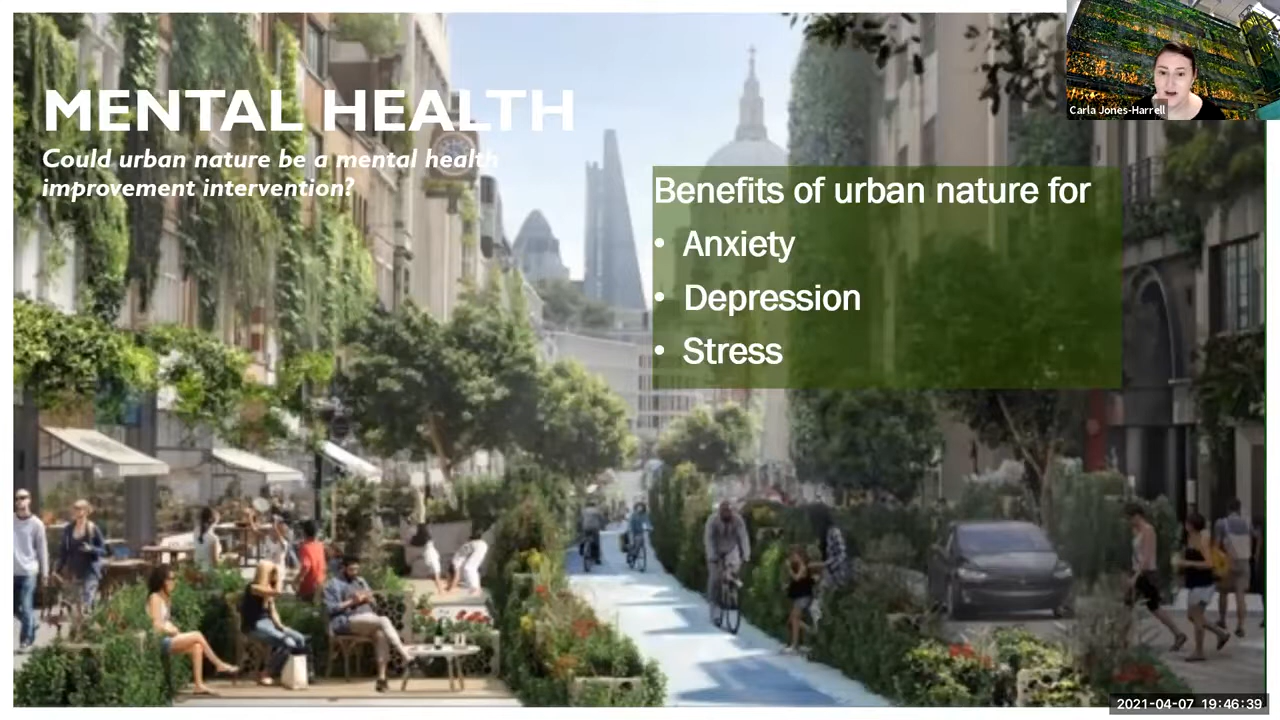 MENTAL HEALTH
Could urban nature be a mental health
improvement intervention?
Benefits of urban nature for
• Anxiety
• Depression
• Stress
Carla Jones-Harrell
2021-04-07 19:46:39